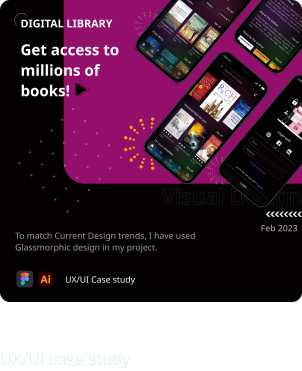 DIGITAL LIBRARY
Get access to
millions of
books!
RICH
Visual Design
Feb 2023
To match Current Design trends, I have used
Glassmorphic design in my project.
Ai
UX/UI Case study
UX/UI case study